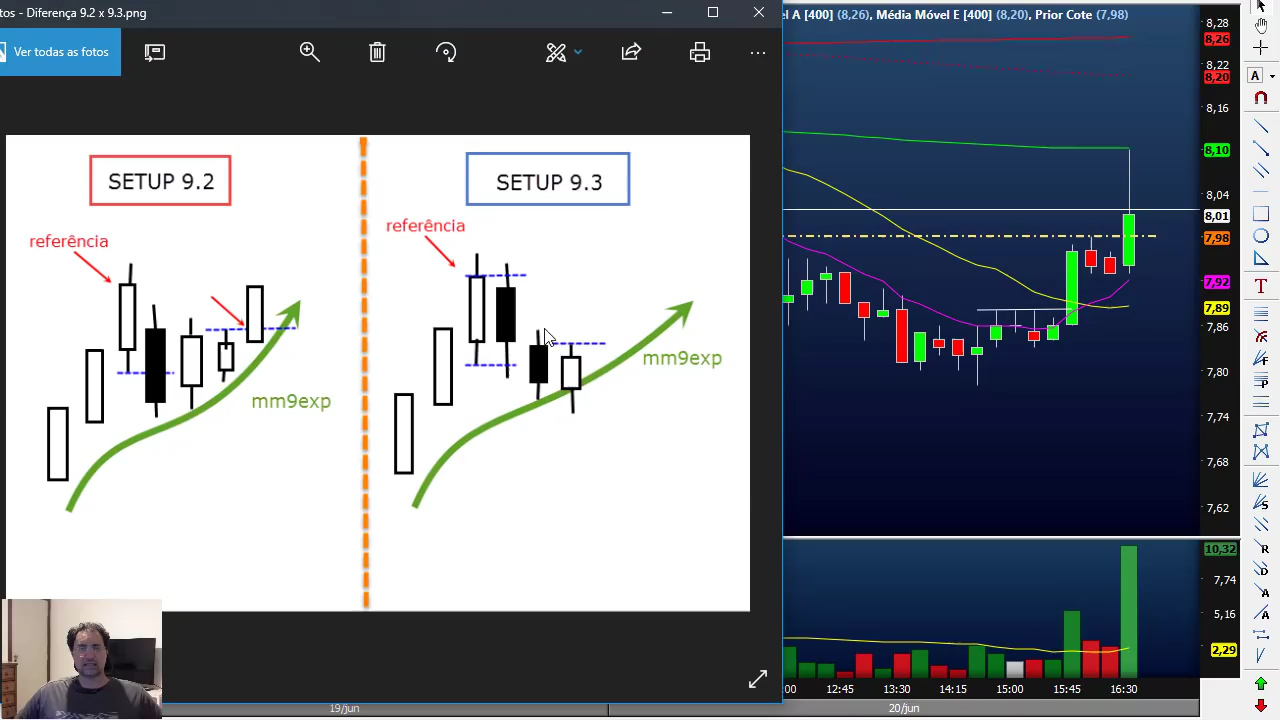 tos - Diferença 9.2 x 9.3.png
Ver todas as fotos
SETUP 9.2
referência
mm9exp
SETUP 9.3
referência
mm9exp
A [400] (8,26), Média Móvel E [400] (8,20), Prior Cote (7,98)
8,28
8,26
8,22
8,20
8,16
8,10
8,04
8,01
7,98
7,92
7,89
7,86
7,80
7,74
7,68
7,62
10,32
7,74
5,16
2,29
:00
12:45
13:30
14:15
15:00
15:45
16:30
19/jun
20/jun
A
T
F
P
S
R
D
A
A